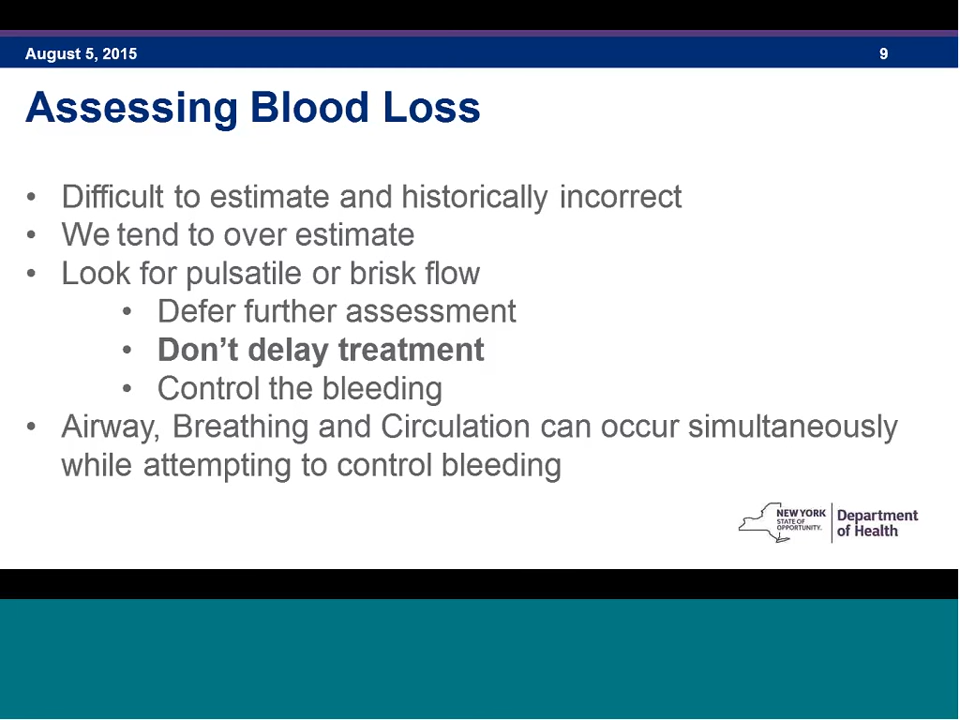 August 5, 2015 9
Assessing Blood Loss
• Difficult to estimate and historically incorrect
• We tend to over estimate
• Look for pulsatile or brisk flow
• Defer further assessment
• Don't delay treatment
• Control the bleeding
• Airway, Breathing and Circulation can occur simultaneously
while attempting to control bleeding
NEW YORK
STATE OF
OPPORTUNITY.
Department
of Health